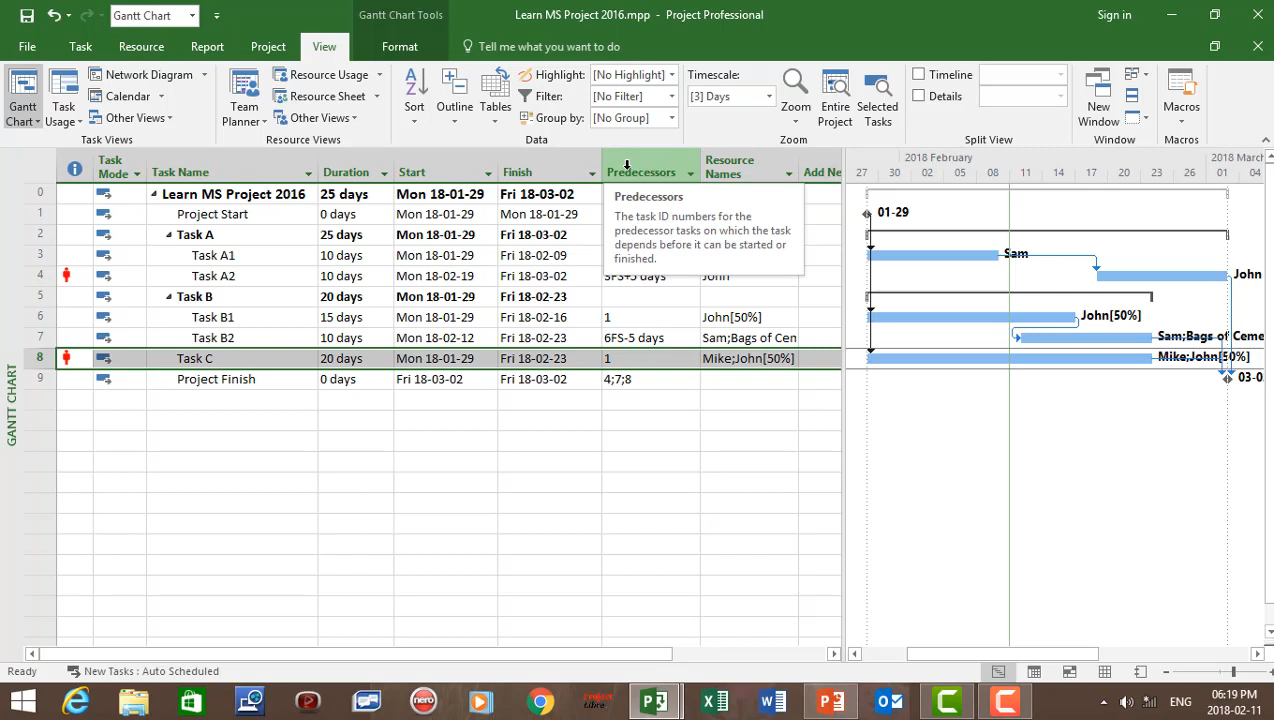 Gantt Chart
Gantt Chart Tools
Learn MS Project 2016.mpp - Project Professional
Sign in
File
Task
Resource
Report
Project
View
Format
Tell me what you want to do
Gantt Chart
Task Usage
Network Diagram
Calendar
Other Views
Task Views
Team Planner
Resource Usage
Resource Sheet
Other Views
Resource Views
Sort
Outline
Tables
Highlight: [No Highlight]
Filter: [No Filter]
Group by: [No Group]
Data
Timescale:
[3] Days
Zoom
Entire Project
Selected Tasks
Zoom
Timeline
Details
Split View
New Window
Window
Macros
Macros
Task Mode Task Name Duration Start Finish Predecessors Resource Names Add Ne
2018 February 2018 March
27 30 02 05 08 11 14 17 20 23 26 01 04
0 Learn MS Project 2016 25 days Mon 18-01-29 Fri 18-03-02
1 Project Start 0 days Mon 18-01-29 Mon 18-01-29 01-29
2 Task A 25 days Mon 18-01-29 Fri 18-03-02
3 Task A1 10 days Mon 18-01-29 Fri 18-02-09 Sam
4 Task A2 10 days Mon 18-02-19 Fri 18-03-02 John John
5 Task B 20 days Mon 18-01-29 Fri 18-02-23
6 Task B1 15 days Mon 18-01-29 Fri 18-02-16 1 John[50%] John[50%]
7 Task B2 10 days Mon 18-02-12 Fri 18-02-23 6FS-5 days Sam;Bags of Cen Sam;Bags of Ceme
8 Task C 20 days Mon 18-01-29 Fri 18-02-23 1 Mike;John[50%] Mike;John[50%]
9 Project Finish 0 days Fri 18-03-02 Fri 18-03-02 4;7;8 03-0
Predecessors
The task ID numbers for the
predecessor tasks on which the task
depends before it can be started or
finished.
GANTT CHART
Ready
New Tasks : Auto Scheduled
nero
ENG
06:19 PM
2018-02-11